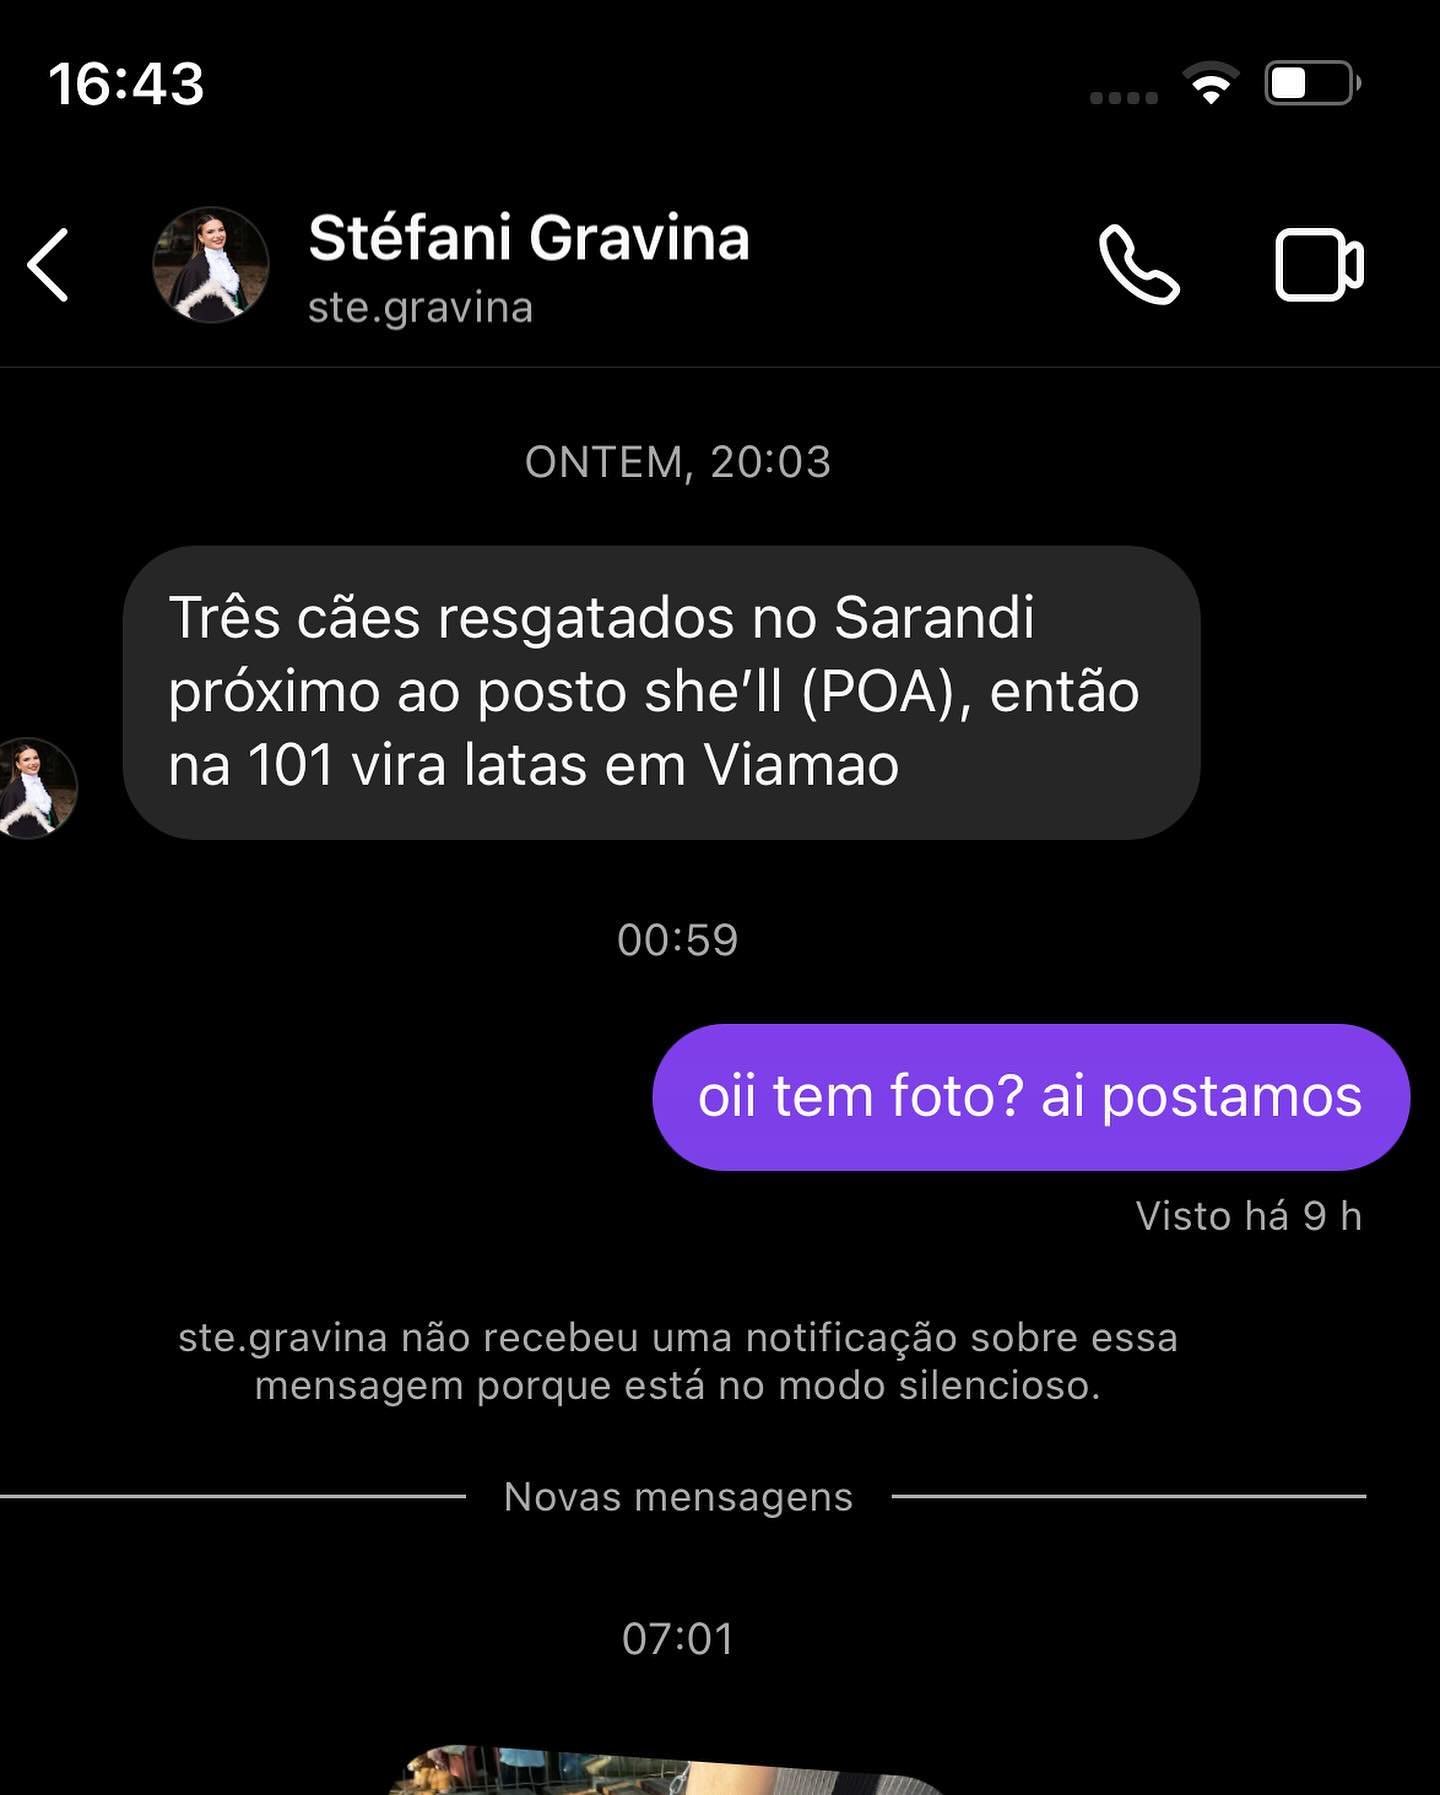 16:43
Stéfani Gravina
ste.gravina
ONTEM, 20:03
Três cães resgatados no Sarandi
próximo ao posto she’ll (POA), então
na 101 vira latas em Viamao
00:59
oii tem foto? ai postamos
Visto há 9 h
ste.gravina não recebeu uma notificação sobre essa
mensagem porque está no modo silencioso.
Novas mensagens
07:01